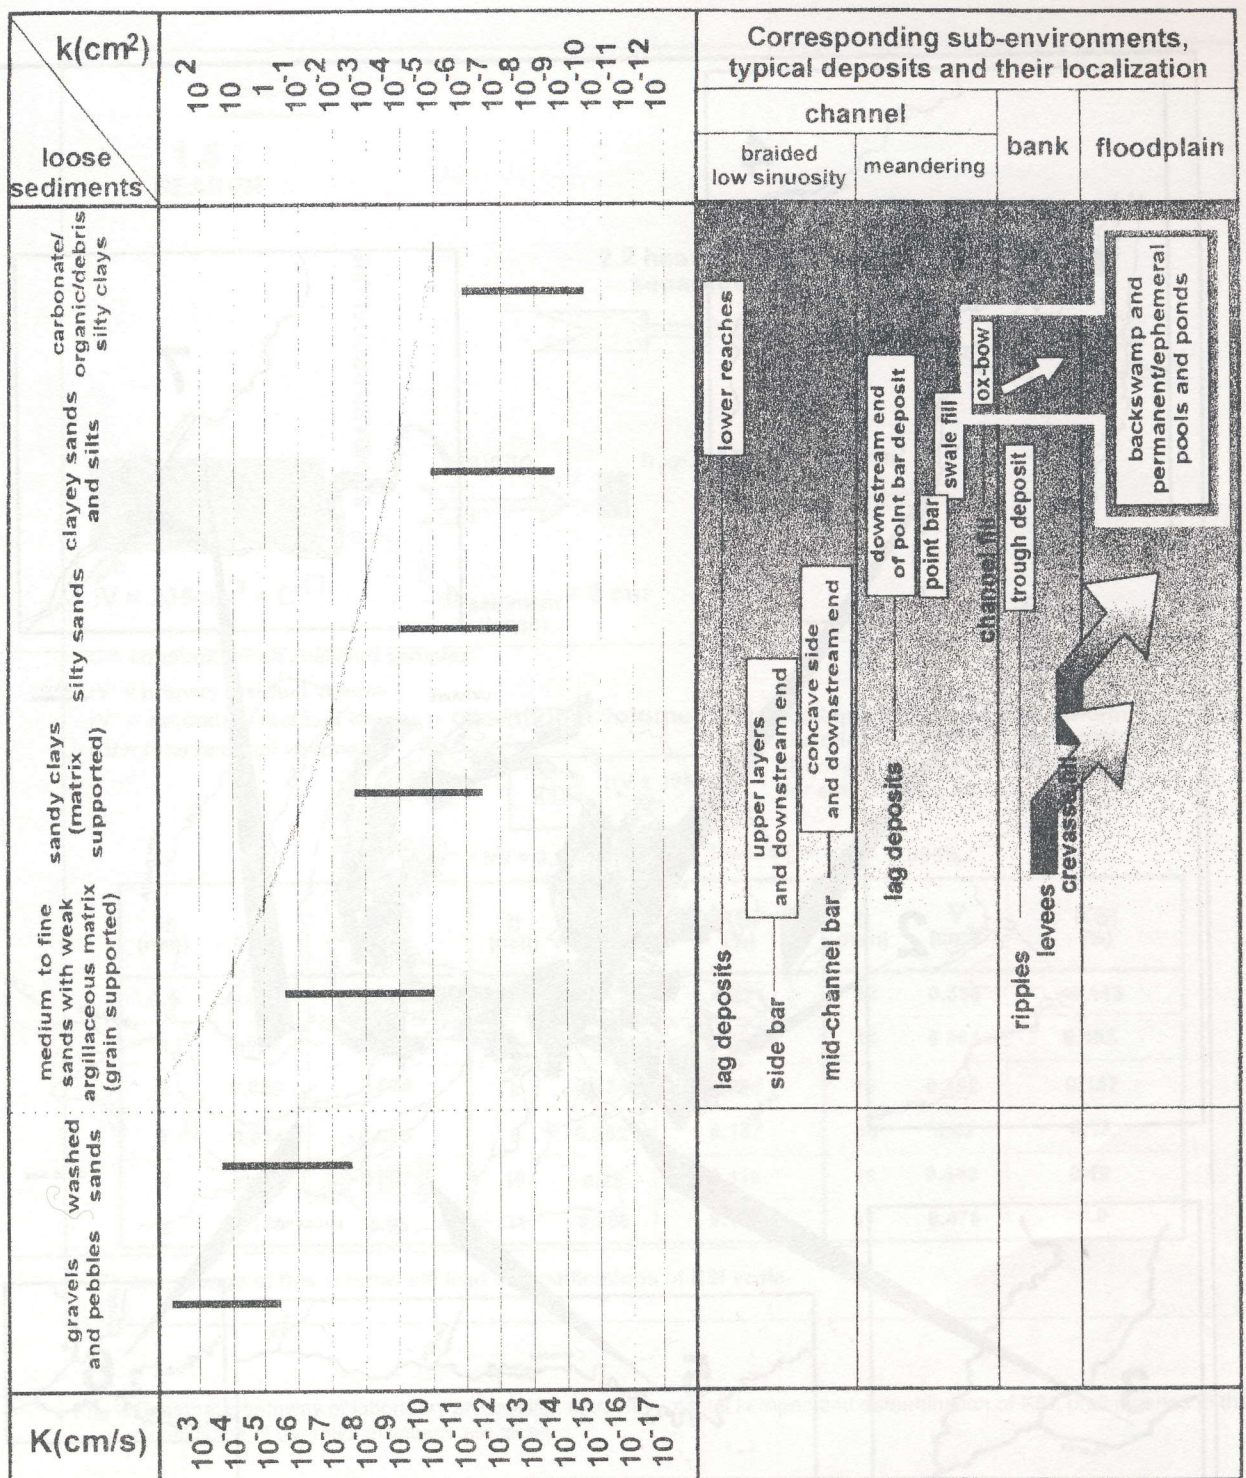 k(cm²)
loose
sediments
10²
10
1
10⁻¹
10⁻²
10⁻³
10⁻⁴
10⁻⁵
10⁻⁶
10⁻⁷
10⁻⁸
10⁻⁹
10⁻¹⁰
10⁻¹¹
10⁻¹²
Corresponding sub-environments,
typical deposits and their localization
channel
braided
low sinuosity
meandering
bank
floodplain
carbonate/
organic/debris
silty clays
clayey sands
and silts
silty sands
sandy clays
(matrix
supported)
medium to fine
sands with weak
argillaceous matrix
(grain supported)
washed
sands
gravels
and pebbles
lower reaches
lag deposits
upper layers
and downstream end
side bar
concave side
and downstream end
mid-channel bar
downstream end
of point bar deposit
lag deposits
point bar
swale fill
ox-bow
channel fill
trough deposit
ripples
levees
crevasse fill
backswamp and
permanent/ephemeral
pools and ponds
K(cm/s)
10⁻³
10⁻⁴
10⁻⁵
10⁻⁶
10⁻⁷
10⁻⁸
10⁻⁹
10⁻¹⁰
10⁻¹¹
10⁻¹²
10⁻¹³
10⁻¹⁴
10⁻¹⁵
10⁻¹⁶
10⁻¹⁷